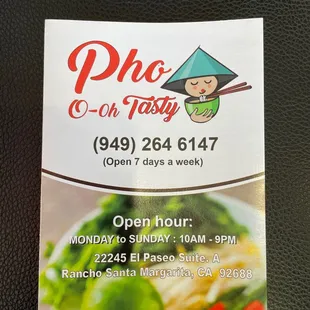 Pho
O-oh Tasty
(949) 264 6147
(Open 7 days a week)
Open hour:
MONDAY to SUNDAY : 10AM - 9PM
22245 El Paseo Suite. A
Rancho Santa Margarita, CA. 92688